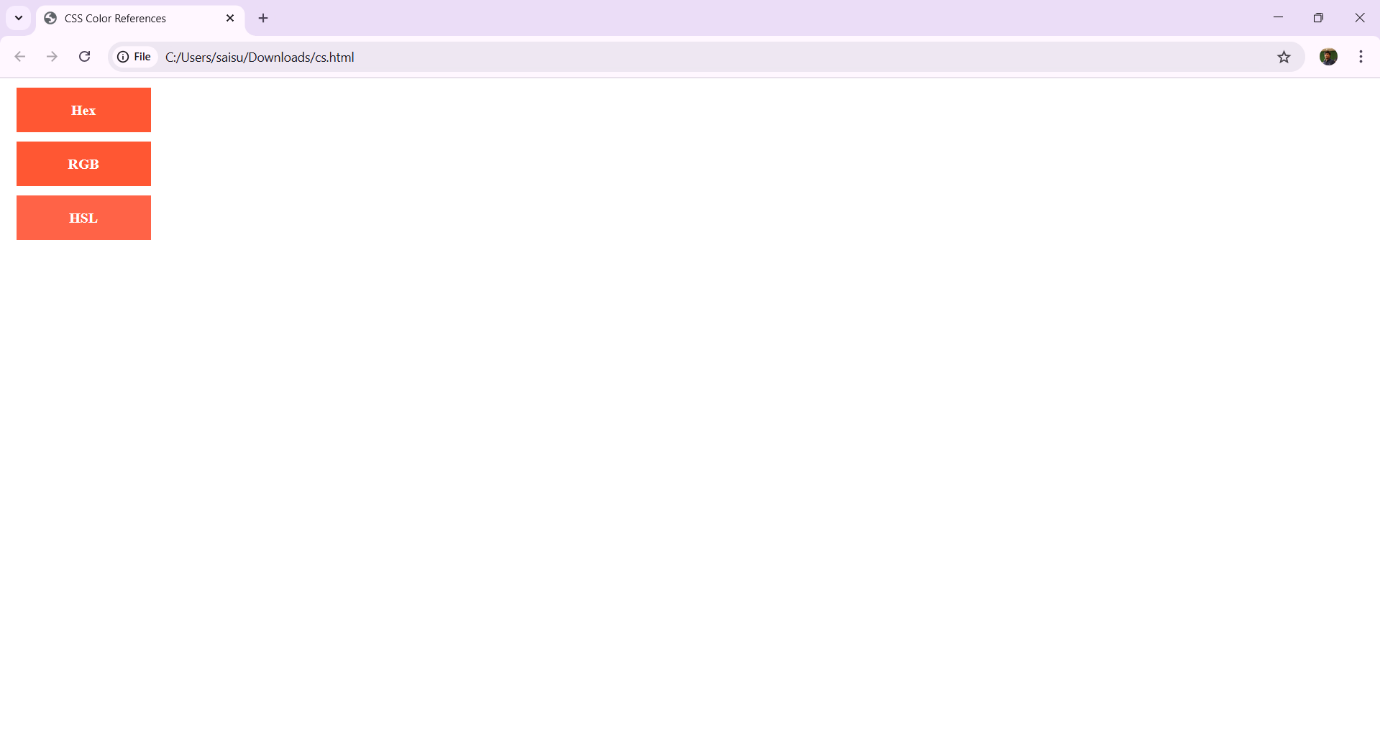 CSS Color References
File C:/Users/saisu/Downloads/cs.html
Hex
RGB
HSL